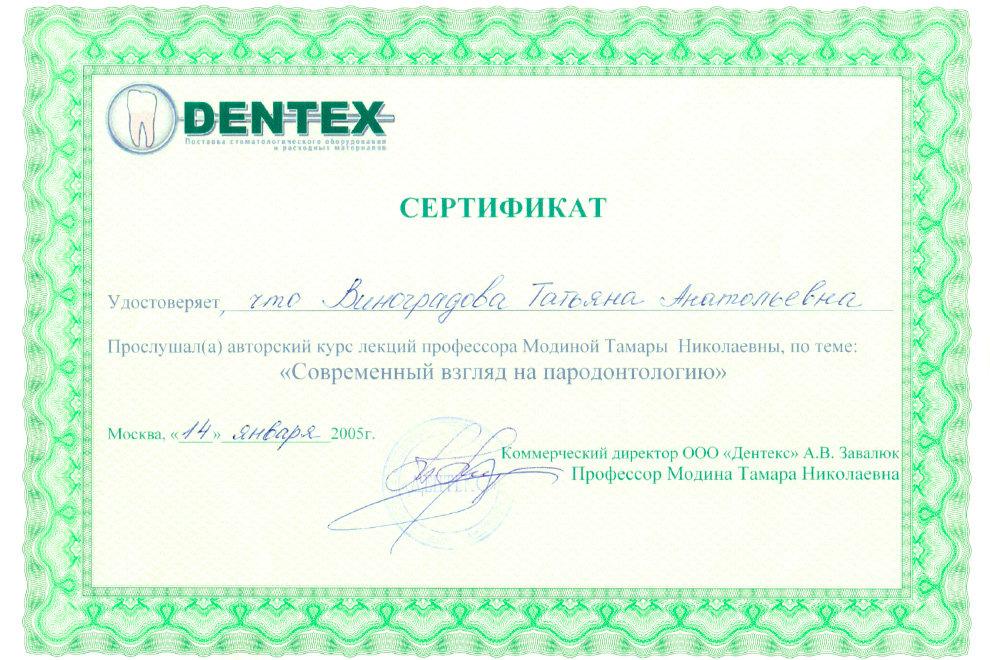 DENTEX
Поставка стоматологического оборудования
и расходных материалов
СЕРТИФИКАТ
Удостоверяет, что Виноградова Татьяна Анатольевна
Прослушал(а) авторский курс лекций профессора Модиной Тамары Николаевны, по теме:
«Современный взгляд на пародонтологию»
Москва, «14» января 2005г.
Коммерческий директор ООО «Дентекс» А.В. Завалюк
Профессор Модина Тамара Николаевна